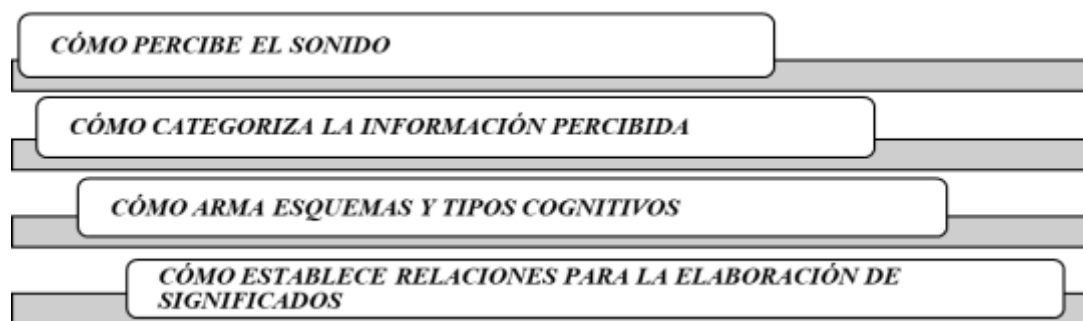 CÓMO PERCIBE EL SONIDO
CÓMO CATEGORIZA LA INFORMACIÓN PERCIBIDA
CÓMO ARMA ESQUEMAS Y TIPOS COGNITIVOS
CÓMO ESTABLECE RELACIONES PARA LA ELABORACIÓN DE
SIGNIFICADOS